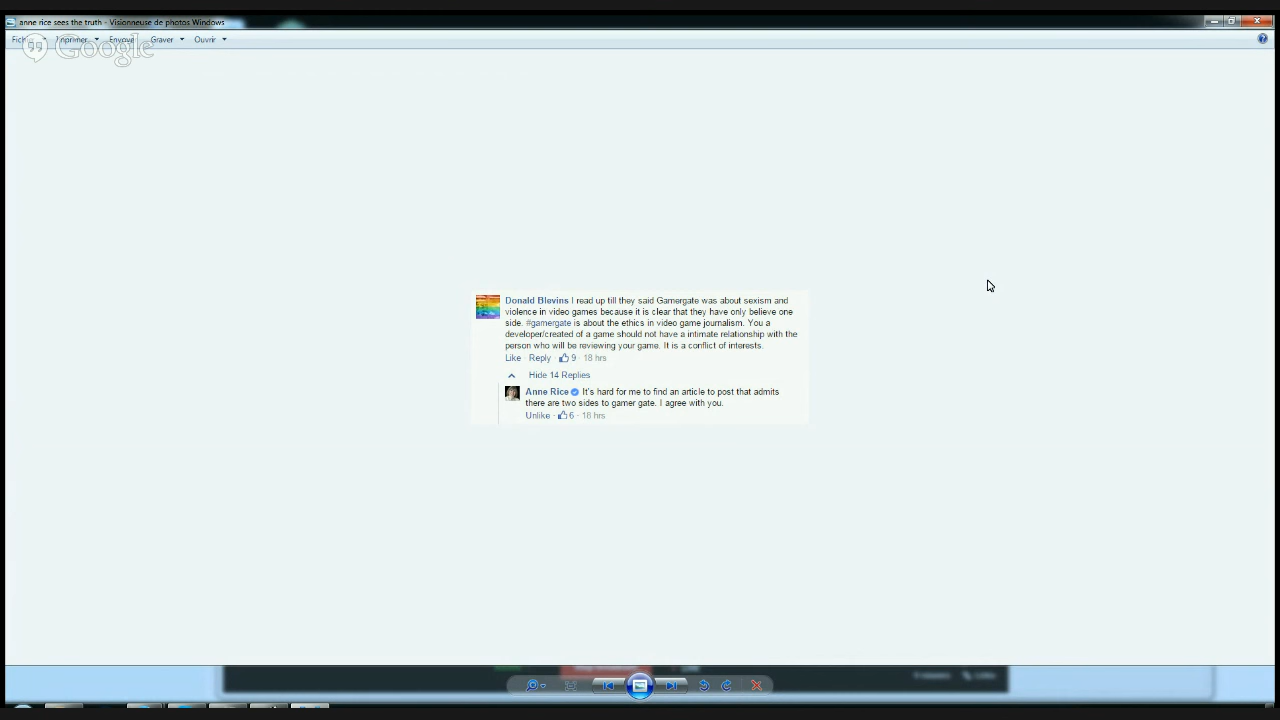 anne rice sees the truth - Visionneuse de photos Windows
Imprimer Graver Ouvrir
Google
Donald Blevins I read up till they said Gamergate was about sexism and
violence in video games because it is clear that they have only believe one
side. #gamergate is about the ethics in video game journalism. You a
developer/created of a game should not have a intimate relationship with the
person who will be reviewing your game. It is a conflict of interests.
Like · Reply · 9 · 18 hrs
Hide 14 Replies
Anne Rice It's hard for me to find an article to post that admits
there are two sides to gamer gate. I agree with you.
Unlike · 6 · 18 hrs